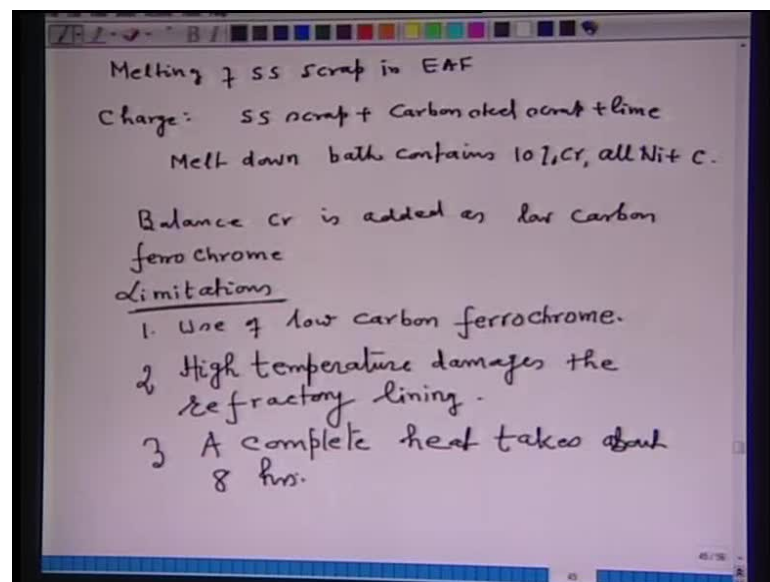 Melting of SS Scrap in EAF
Charge: SS scrap + Carbon steel scrap + lime
Melt down bath contains 10%Cr, all Ni + C.
Balance Cr is added as low carbon
ferro chrome
Limitations
1. Use of low carbon ferrochrome.
2 High temperature damages the
refractory lining.
3 A complete heat takes about
8 hrs.
45